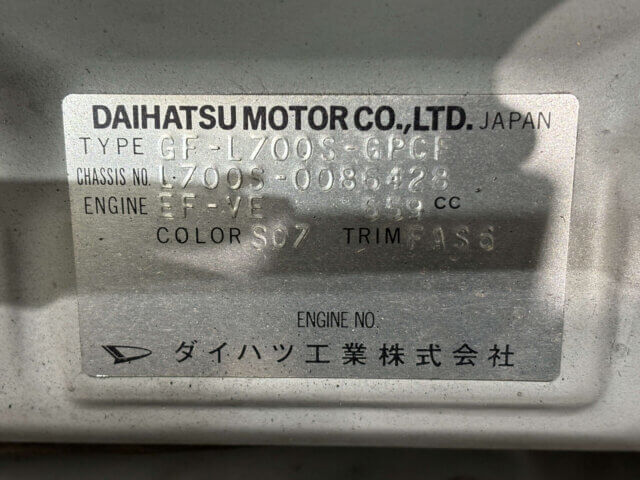 DAIHATSU MOTOR CO.,LTD. JAPAN
TYPE GF-L700S-GPCF
CHASSIS NO. L700S-0086428
ENGINE EF-VE 659 CC
COLOR S07 TRIM FAS6
ENGINE NO.
ダイハツ工業株式会社